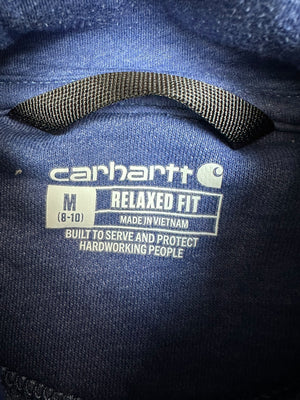 carhartt
M
(8-10)
RELAXED FIT
MADE IN VIETNAM
BUILT TO SERVE AND PROTECT
HARDWORKING PEOPLE